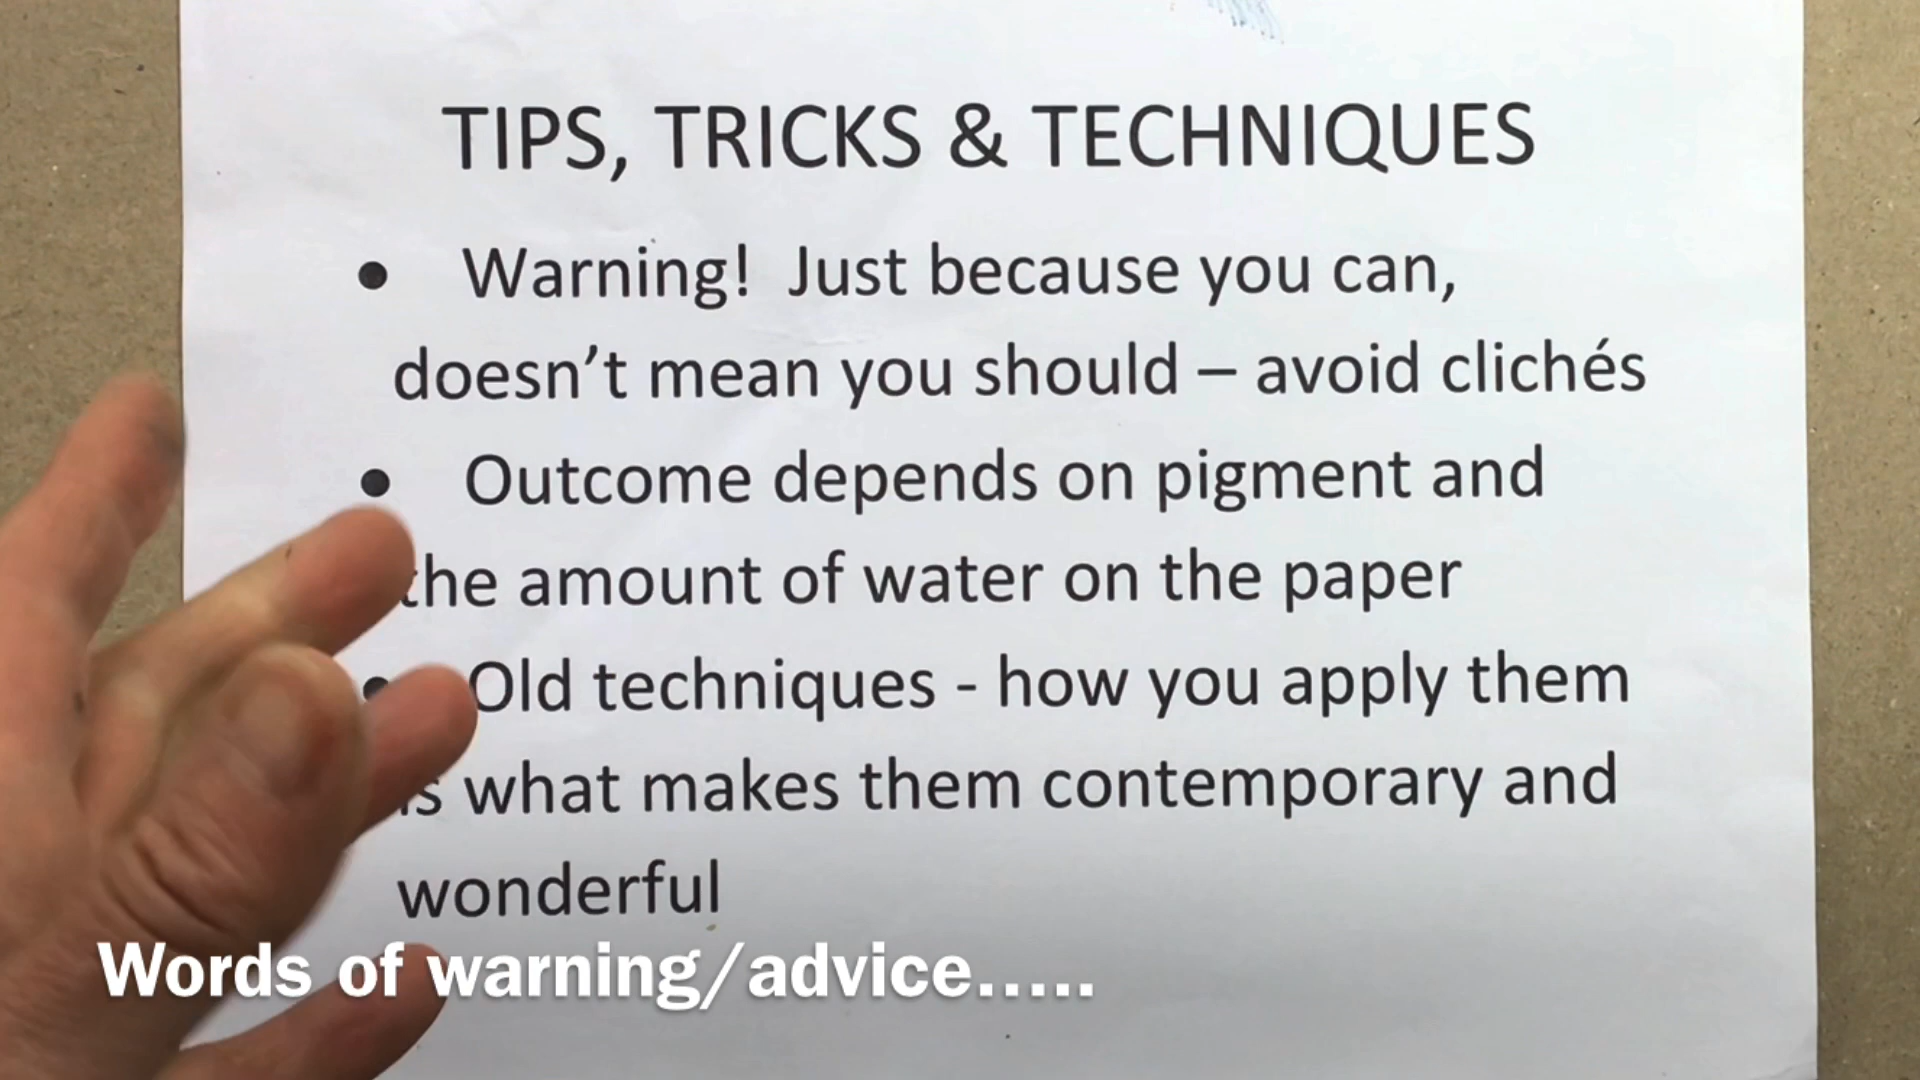 TIPS, TRICKS & TECHNIQUES
• Warning! Just because you can,
doesn’t mean you should – avoid clichés
• Outcome depends on pigment and
the amount of water on the paper
• Old techniques - how you apply them
is what makes them contemporary and
wonderful
Words of warning/advice.....